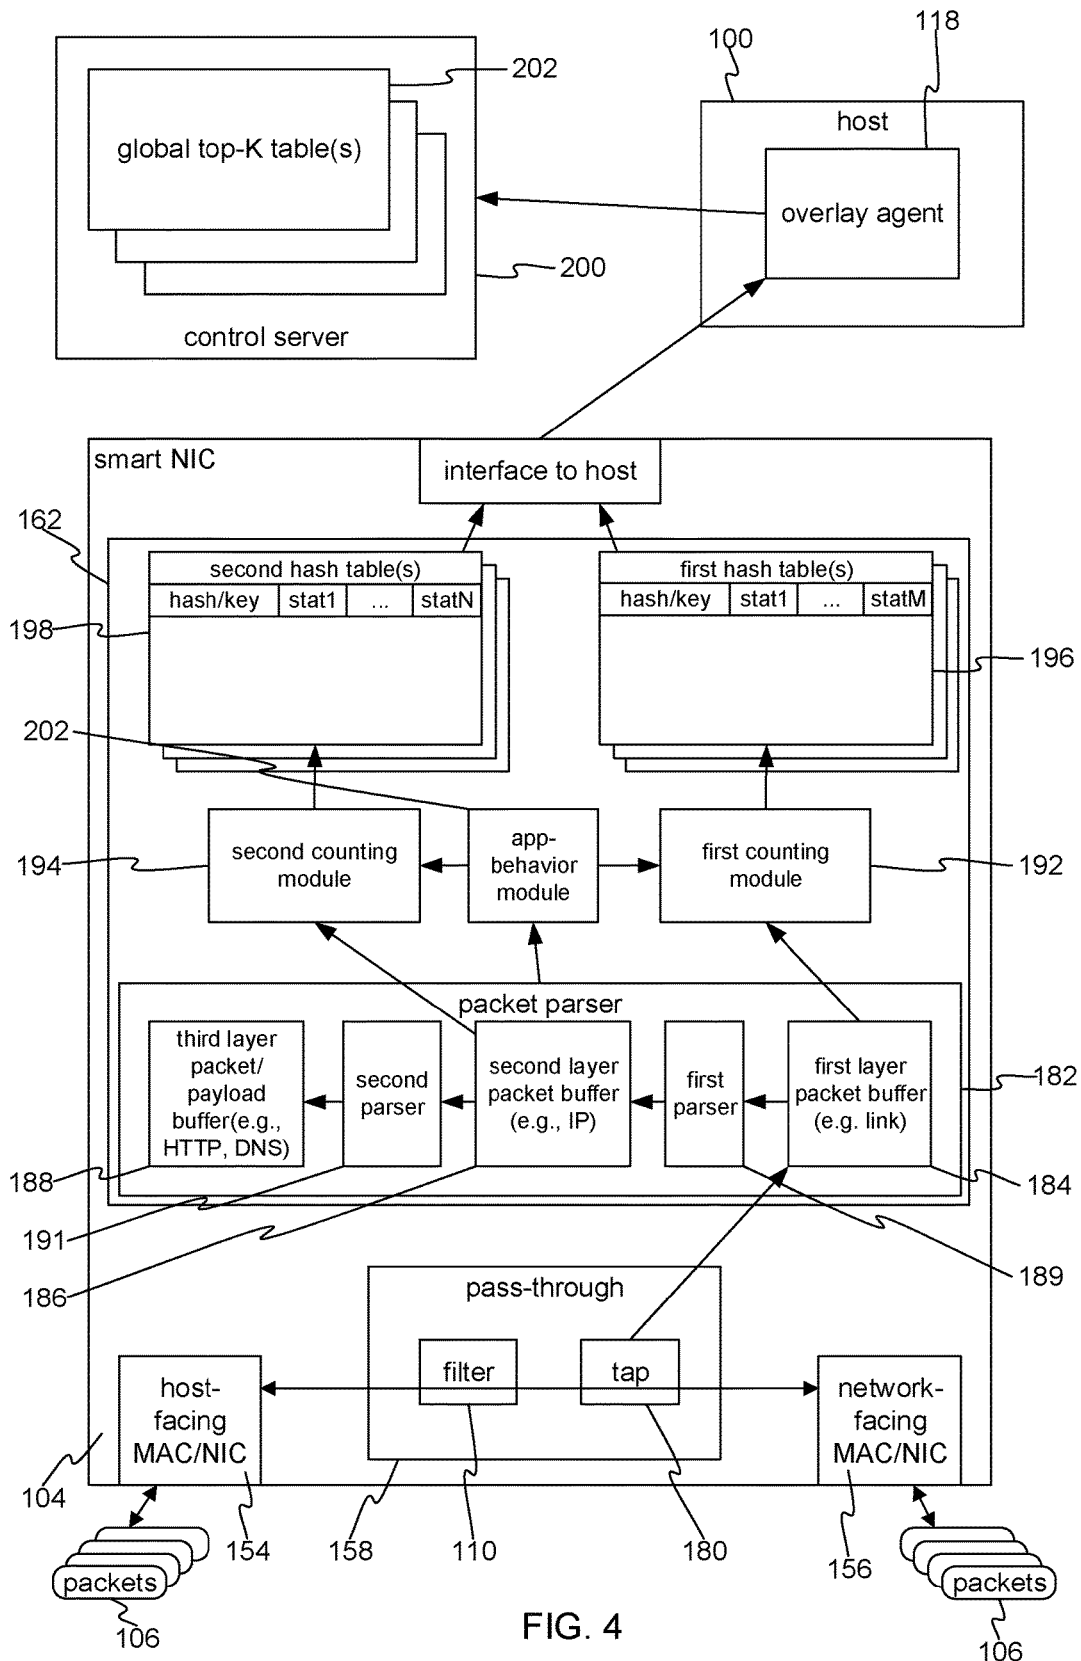 118
100
202
host
global top-K table(s)
overlay agent
200
control server
smart NIC
interface to host
162
second hash table(s)
hash/key stat1 ... statN
first hash table(s)
hash/key stat1 ... statM
198
196
202
194
second counting
module
app-
behavior
module
first counting
module
192
packet parser
third layer
packet/
payload
buffer(e.g.,
HTTP, DNS)
second
parser
second layer
packet buffer
(e.g., IP)
first
parser
first layer
packet buffer
(e.g. link)
182
188
184
191
186
189
pass-through
filter
tap
host-
facing
MAC/NIC
network-
facing
MAC/NIC
104
154
158
110
180
156
packets
packets
106
106
FIG. 4